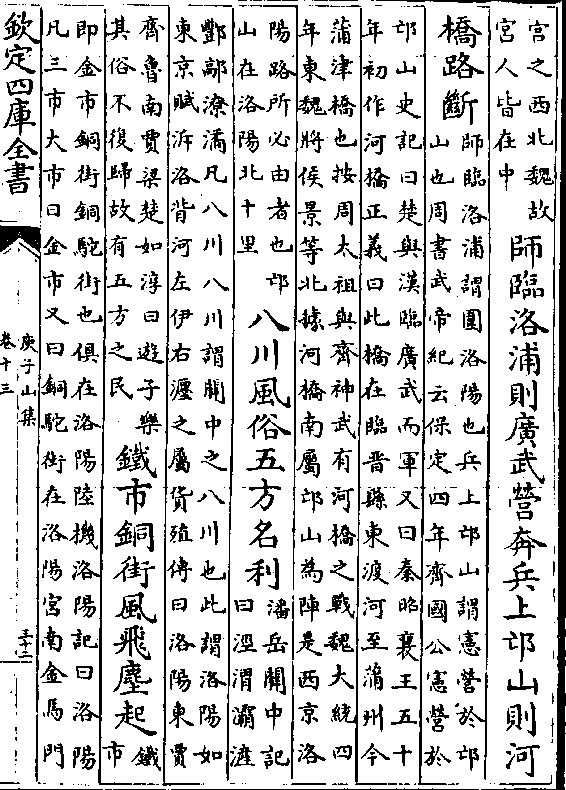 宫之西北魏故
宫人皆在中
師臨洛浦則廣武營奔兵上邙山則河
橋路斷
師臨洛浦謂圍洛陽也兵上邙山謂憲營於邙
山也周書武帝紀云保定四年齊國公憲營於
邙山史記曰楚與漢臨廣武而軍又曰秦昭襄王五十
年初作河橋正義曰此橋在臨晉縣東渡河至蒲州今
蒲津橋也按周太祖與齊神武有河橋之戰魏大統四
年東魏將侯景等北據河橋南屬邙山為陣是西京洛
陽路所必由者也邙
山在洛陽北十里
八川風俗五方名利
潘岳關中記
曰涇渭灞滻
酆鄗潦潏凡八川八川謂關中之八川也此謂洛陽如
東京賦泝洛背河左伊右瀍之屬貨殖傳曰洛陽東賈
齊魯南賈梁楚如淳曰遊子樂
其俗不復歸故有五方之民
鐵市銅街風飛塵起
鐵
市
即金市銅街銅駝街也俱在洛陽陸機洛陽記曰洛陽
凡三市大市曰金市又曰銅駝街在洛陽宫南金馬門
欽定四庫全書
庾子山集
卷十三
三十二